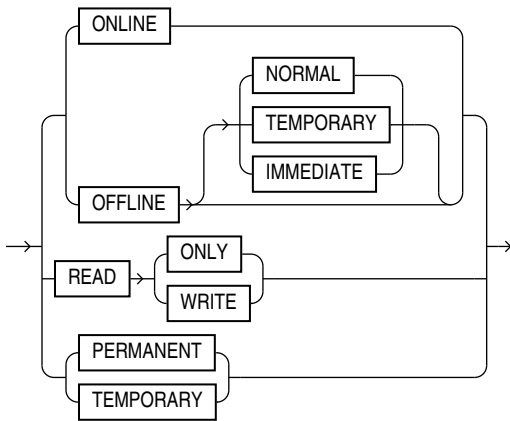 ONLINE
NORMAL
TEMPORARY
IMMEDIATE
OFFLINE
ONLY
READ
WRITE
PERMANENT
TEMPORARY